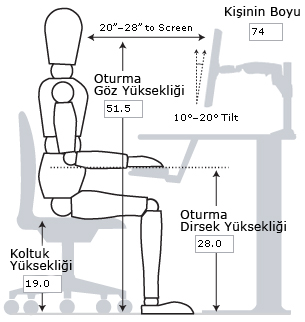 Kişinin Boyu
74
20"–28" to Screen
Oturma
Göz Yüksekliği
51.5
10°–20° Tilt
Oturma
Dirsek Yüksekliği
28.0
Koltuk
Yüksekliği
19.0